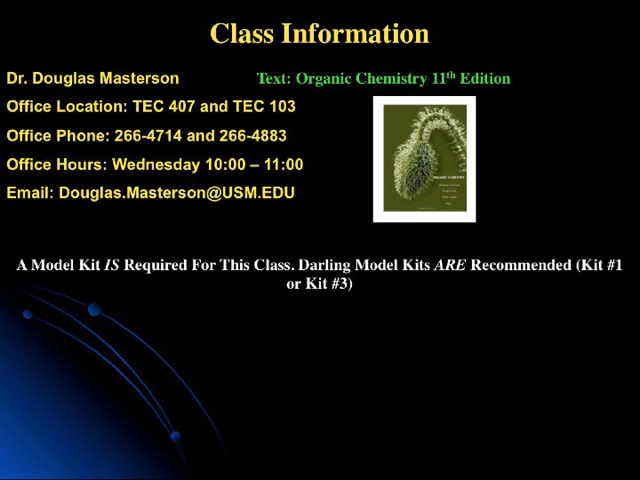 Class Information
Dr. Douglas Masterson
Text: Organic Chemistry 11th Edition
Office Location: TEC 407 and TEC 103
Office Phone: 266-4714 and 266-4883
Office Hours: Wednesday 10:00 – 11:00
Email: Douglas.Masterson@USM.EDU
A Model Kit IS Required For This Class. Darling Model Kits ARE Recommended (Kit #1
or Kit #3)